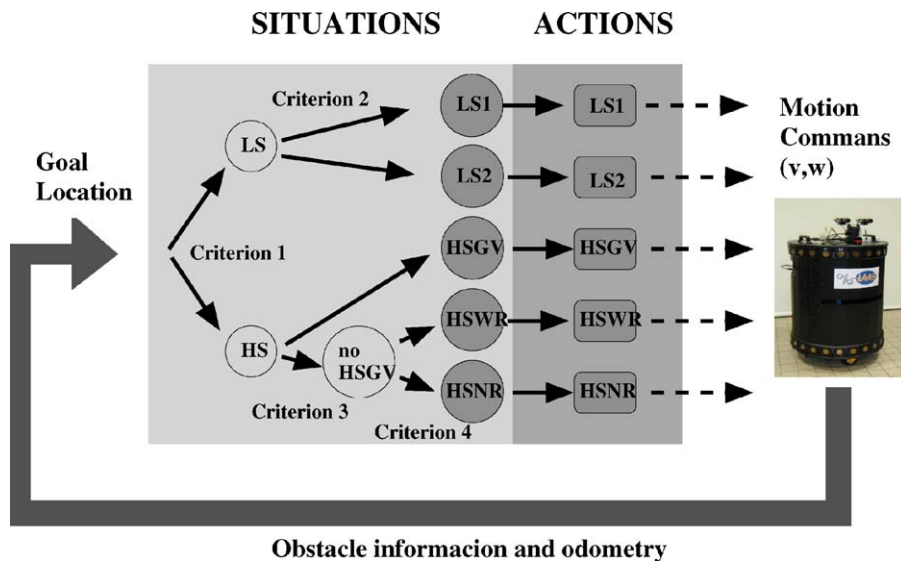 SITUATIONS
ACTIONS
Criterion 2
LS1
LS1
Motion
Commans
(v,w)
LS
Goal
Location
LS2
LS2
Criterion 1
HSGV
HSGV
HS
no
HSGV
HSWR
HSWR
Criterion 3
HSNR
HSNR
Criterion 4
Obstacle informacion and odometry